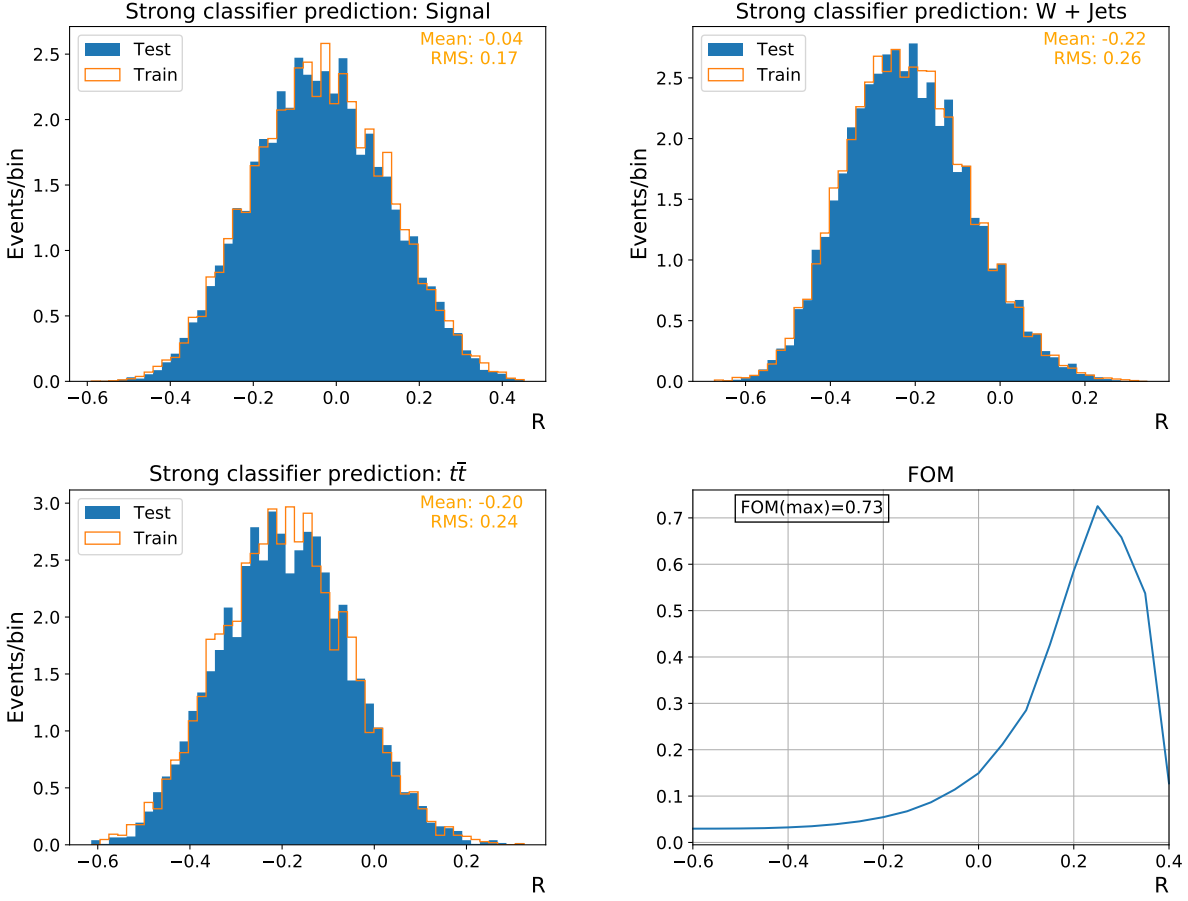 Strong classifier prediction: Signal
Mean: -0.04
RMS: 0.17
Test
Train
Events/bin
2.5
2.0
1.5
1.0
0.5
0.0
−0.6 −0.4 −0.2 0.0 0.2 0.4
R
Strong classifier prediction: W + Jets
Mean: -0.22
RMS: 0.26
Test
Train
Events/bin
2.5
2.0
1.5
1.0
0.5
0.0
−0.6 −0.4 −0.2 0.0 0.2
R
Strong classifier prediction: tt̄
Mean: -0.20
RMS: 0.24
Test
Train
Events/bin
3.0
2.5
2.0
1.5
1.0
0.5
0.0
−0.6 −0.4 −0.2 0.0 0.2
R
FOM
FOM(max)=0.73
0.7
0.6
0.5
0.4
0.3
0.2
0.1
0.0
−0.6 −0.4 −0.2 0.0 0.2 0.4
R